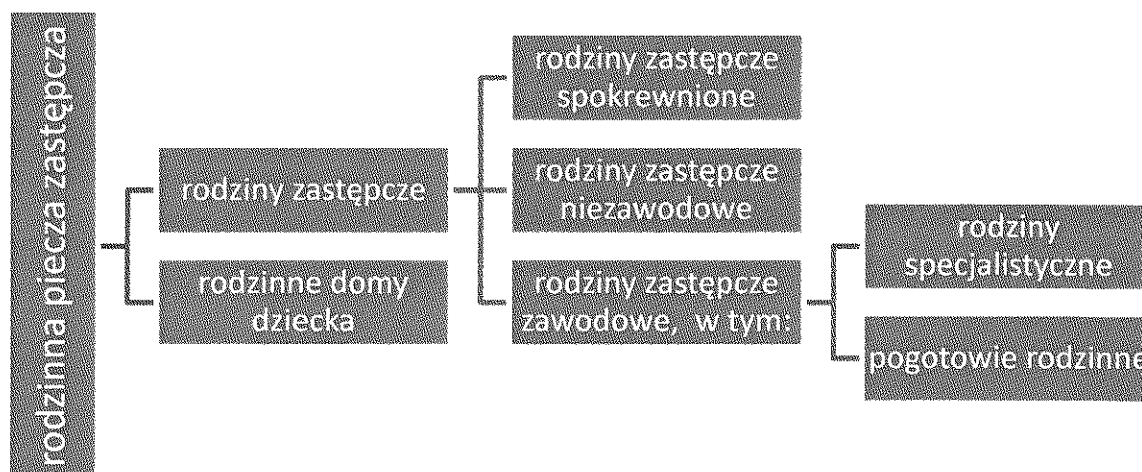 rodzinna piecza zastępcza
rodziny zastępcze
rodzinne domy
dziecka
rodziny zastępcze
spokrewnione
rodziny zastępcze
niezawodowe
rodziny zastępcze
zawodowe, w tym:
rodziny
specjalistyczne
pogotowie rodzinne